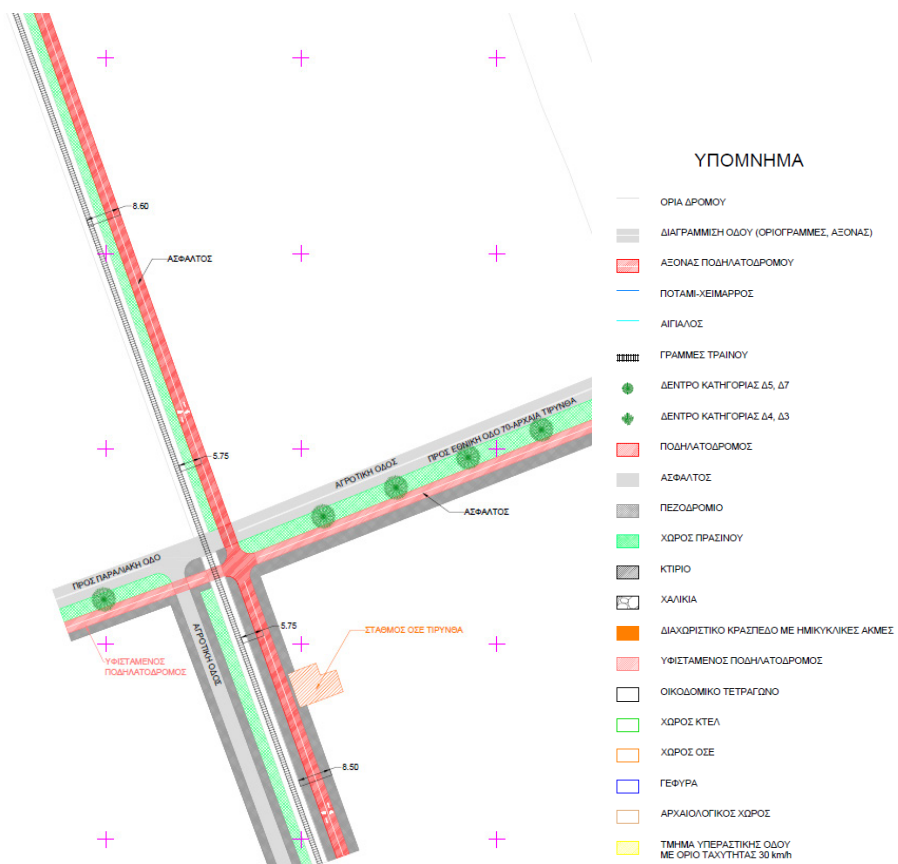 8.60
ΑΣΦΑΛΤΟΣ
5.75
ΑΓΡΟΤΙΚΗ ΟΔΟΣ
ΠΡΟΣ ΕΘΝΙΚΗ ΟΔΟ 70-ΑΡΧΑΙΑ ΤΙΡΥΝΘΑ
ΑΣΦΑΛΤΟΣ
ΠΡΟΣ ΠΑΡΑΛΙΑΚΗ ΟΔΟ
ΥΦΙΣΤΑΜΕΝΟΣ
ΠΟΔΗΛΑΤΟΔΡΟΜΟΣ
ΑΓΡΟΤΙΚΗ ΟΔΟΣ
5.75
ΣΤΑΘΜΟΣ ΟΣΕ ΤΙΡΥΝΘΑ
8.50
ΥΠΟΜΝΗΜΑ
ΟΡΙΑ ΔΡΟΜΟΥ
ΔΙΑΓΡΑΜΜΙΣΗ ΟΔΟΥ (ΟΡΙΟΓΡΑΜΜΕΣ, ΑΞΟΝΑΣ)
ΑΞΟΝΑΣ ΠΟΔΗΛΑΤΟΔΡΟΜΟΥ
ΠΟΤΑΜΙ-ΧΕΙΜΑΡΡΟΣ
ΑΙΓΙΑΛΟΣ
ΓΡΑΜΜΕΣ ΤΡΑΙΝΟΥ
ΔΕΝΤΡΟ ΚΑΤΗΓΟΡΙΑΣ Δ5, Δ7
ΔΕΝΤΡΟ ΚΑΤΗΓΟΡΙΑΣ Δ4, Δ3
ΠΟΔΗΛΑΤΟΔΡΟΜΟΣ
ΑΣΦΑΛΤΟΣ
ΠΕΖΟΔΡΟΜΙΟ
ΧΩΡΟΣ ΠΡΑΣΙΝΟΥ
ΚΤΙΡΙΟ
ΧΑΛΙΚΙΑ
ΔΙΑΧΩΡΙΣΤΙΚΟ ΚΡΑΣΠΕΔΟ ΜΕ ΗΜΙΚΥΚΛΙΚΕΣ ΑΚΜΕΣ
ΥΦΙΣΤΑΜΕΝΟΣ ΠΟΔΗΛΑΤΟΔΡΟΜΟΣ
ΟΙΚΟΔΟΜΙΚΟ ΤΕΤΡΑΓΩΝΟ
ΧΩΡΟΣ ΚΤΕΛ
ΧΩΡΟΣ ΟΣΕ
ΓΕΦΥΡΑ
ΑΡΧΑΙΟΛΟΓΙΚΟΣ ΧΩΡΟΣ
ΤΜΗΜΑ ΥΠΕΡΑΣΤΙΚΗΣ ΟΔΟΥ
ΜΕ ΟΡΙΟ ΤΑΧΥΤΗΤΑΣ 30 km/h